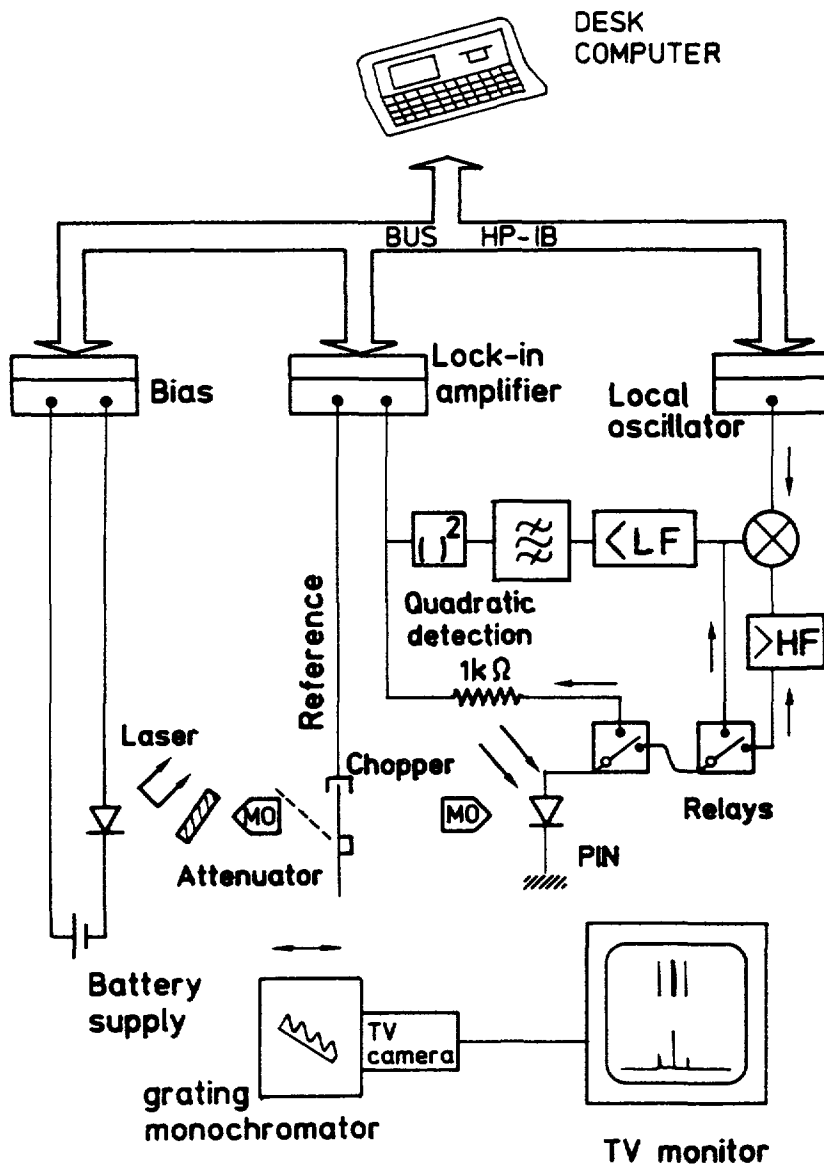 DESK
COMPUTER
BUS HP-IB
Bias
Lock-in
amplifier
Local
oscillator
( )²
<LF
Quadratic
detection
>HF
1kΩ
Reference
Laser
Chopper
MO
MO
Relays
Attenuator
PIN
Battery
supply
TV
camera
grating
monochromator
TV monitor